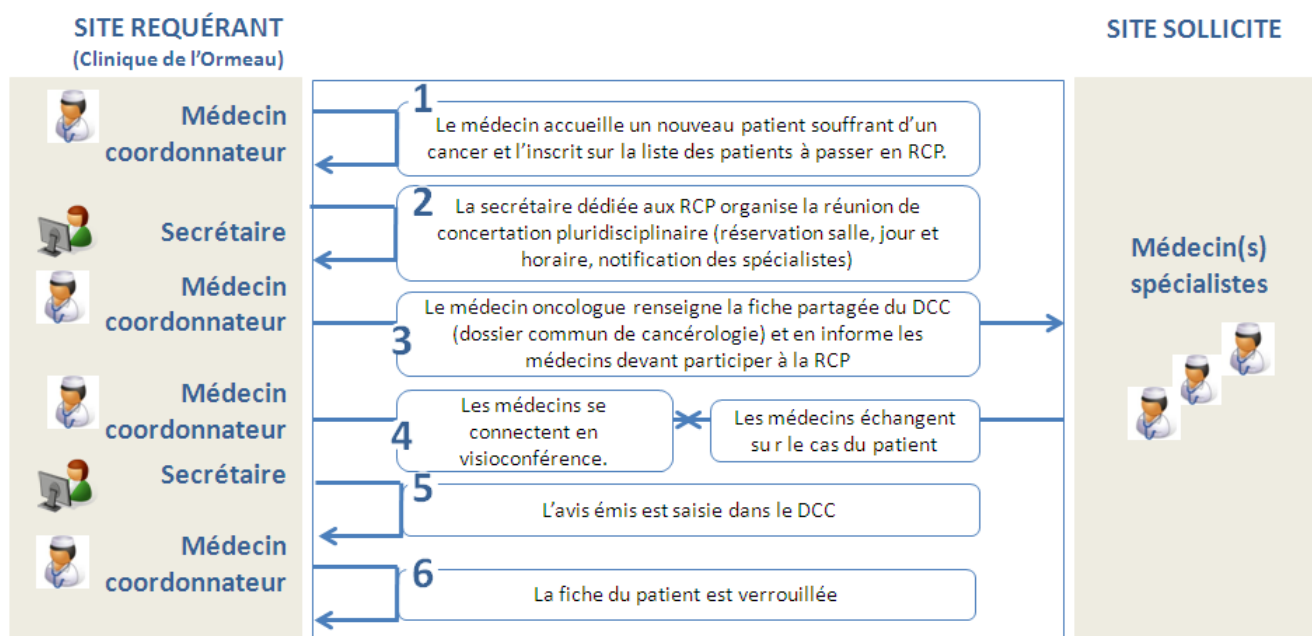 SITE REQUÉRANT
(Clinique de l'Ormeau)
SITE SOLLICITE
Médecin
coordonnateur
1
Le médecin accueille un nouveau patient souffrant d'un
cancer et l'inscrit sur la liste des patients à passer en RCP.
Secrétaire
2
La secrétaire dédiée aux RCP organise la réunion de
concertation pluridisciplinaire (réservation salle, jour et
horaire, notification des spécialistes)
Médecin
coordonnateur
3
Le médecin oncologue renseigne la fiche partagée du DCC
(dossier commun de cancérologie) et en informe les
médecins devant participer à la RCP
Médecin
coordonnateur
4
Les médecins se
connectent en
visioconférence.
Les médecins échangent
su r le cas du patient
Secrétaire
5
L'avis émis est saisie dans le DCC
Médecin
coordonnateur
6
La fiche du patient est verrouillée
Médecin(s)
spécialistes